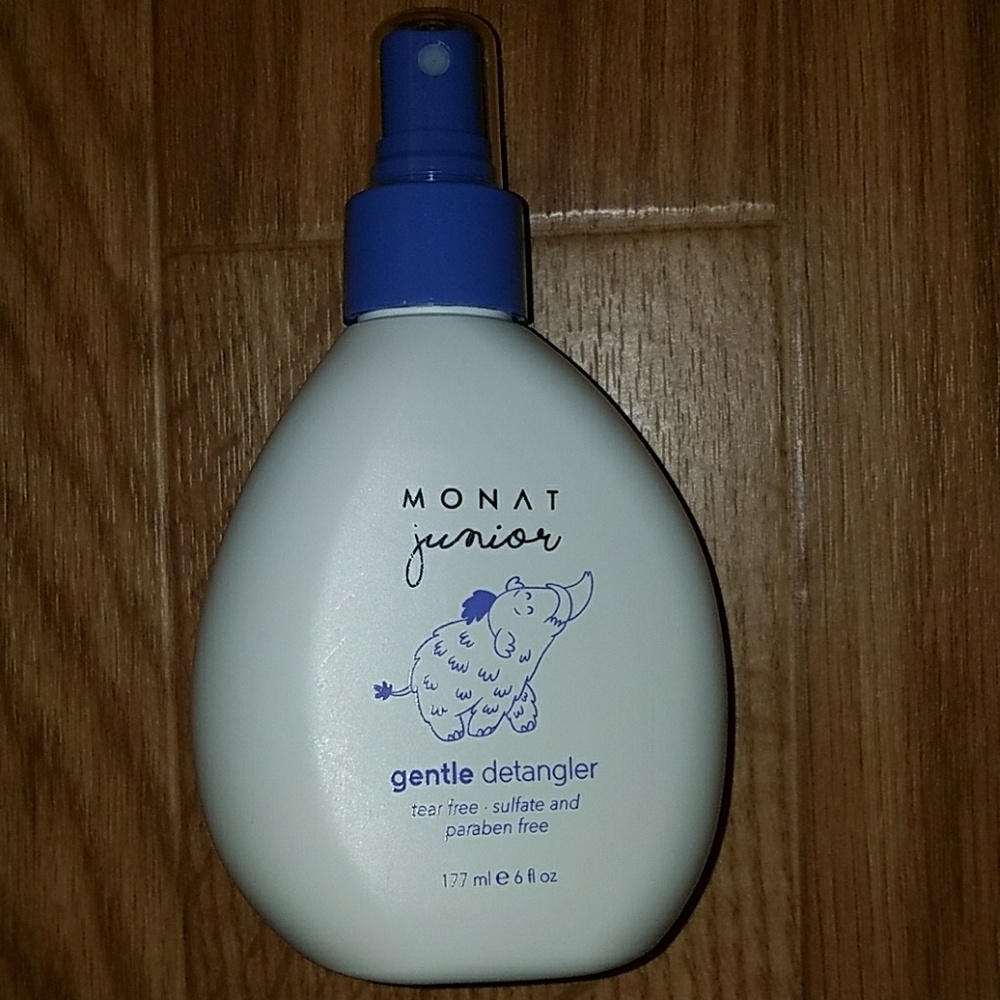 MONAT
junior
gentle detangler
tear free · sulfate and
paraben free
177 ml e 6 fl oz